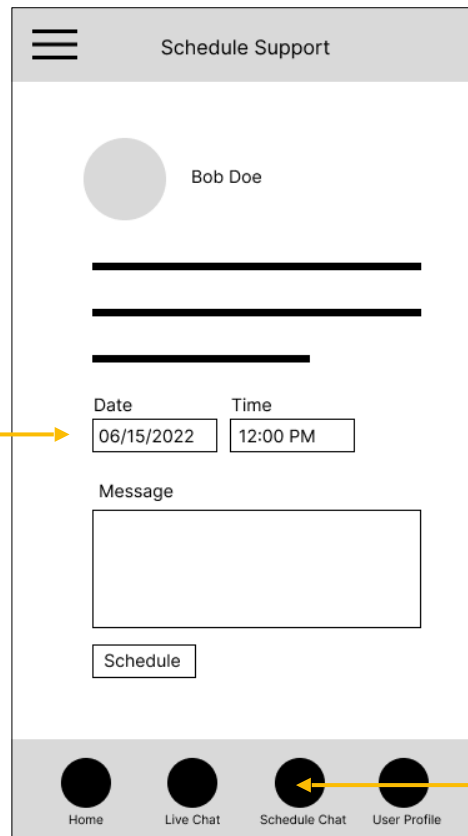 Schedule Support
Bob Doe
Date Time
06/15/2022 12:00 PM
Message
Schedule
Home Live Chat Schedule Chat User Profile